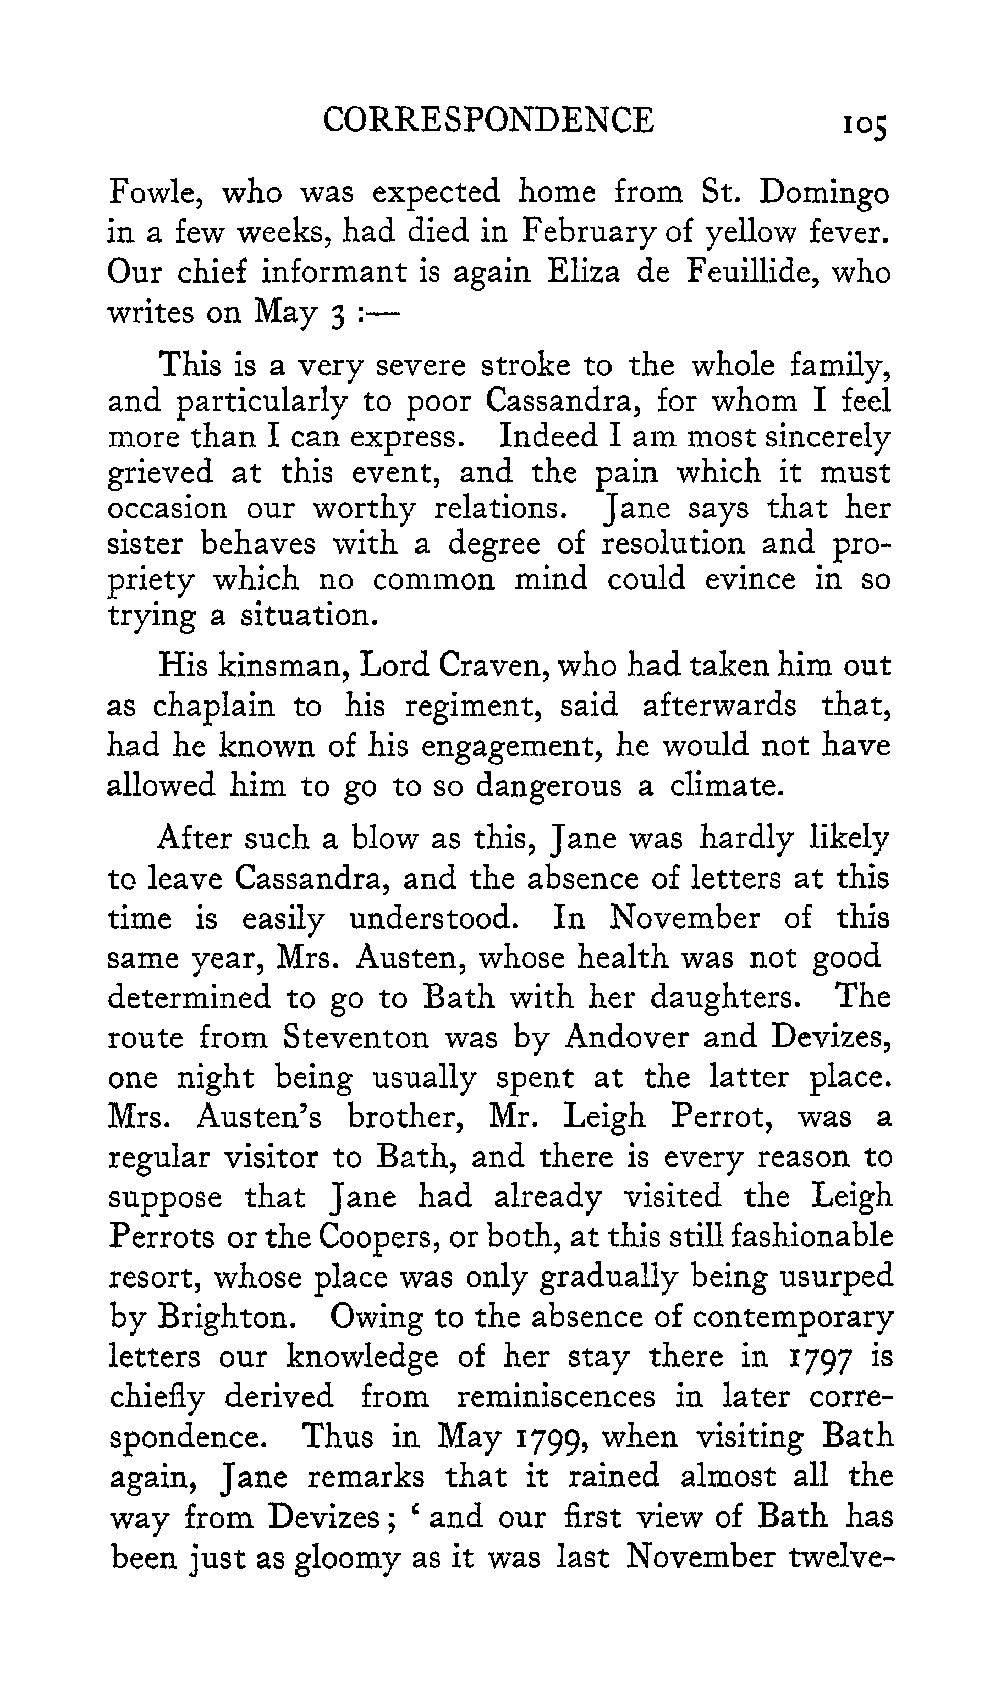 CORRESPONDENCE 105
Fowle, who was expected home from St. Domingo
in a few weeks, had died in February of yellow fever.
Our chief informant is again Eliza de Feuillide, who
writes on May 3 :—
This is a very severe stroke to the whole family,
and particularly to poor Cassandra, for whom I feel
more than I can express. Indeed I am most sincerely
grieved at this event, and the pain which it must
occasion our worthy relations. Jane says that her
sister behaves with a degree of resolution and pro-
priety which no common mind could evince in so
trying a situation.
His kinsman, Lord Craven, who had taken him out
as chaplain to his regiment, said afterwards that,
had he known of his engagement, he would not have
allowed him to go to so dangerous a climate.
After such a blow as this, Jane was hardly likely
to leave Cassandra, and the absence of letters at this
time is easily understood. In November of this
same year, Mrs. Austen, whose health was not good
determined to go to Bath with her daughters. The
route from Steventon was by Andover and Devizes,
one night being usually spent at the latter place.
Mrs. Austen's brother, Mr. Leigh Perrot, was a
regular visitor to Bath, and there is every reason to
suppose that Jane had already visited the Leigh
Perrots or the Coopers, or both, at this still fashionable
resort, whose place was only gradually being usurped
by Brighton. Owing to the absence of contemporary
letters our knowledge of her stay there in 1797 is
chiefly derived from reminiscences in later corre-
spondence. Thus in May 1799, when visiting Bath
again, Jane remarks that it rained almost all the
way from Devizes; ‘ and our first view of Bath has
been just as gloomy as it was last November twelve-